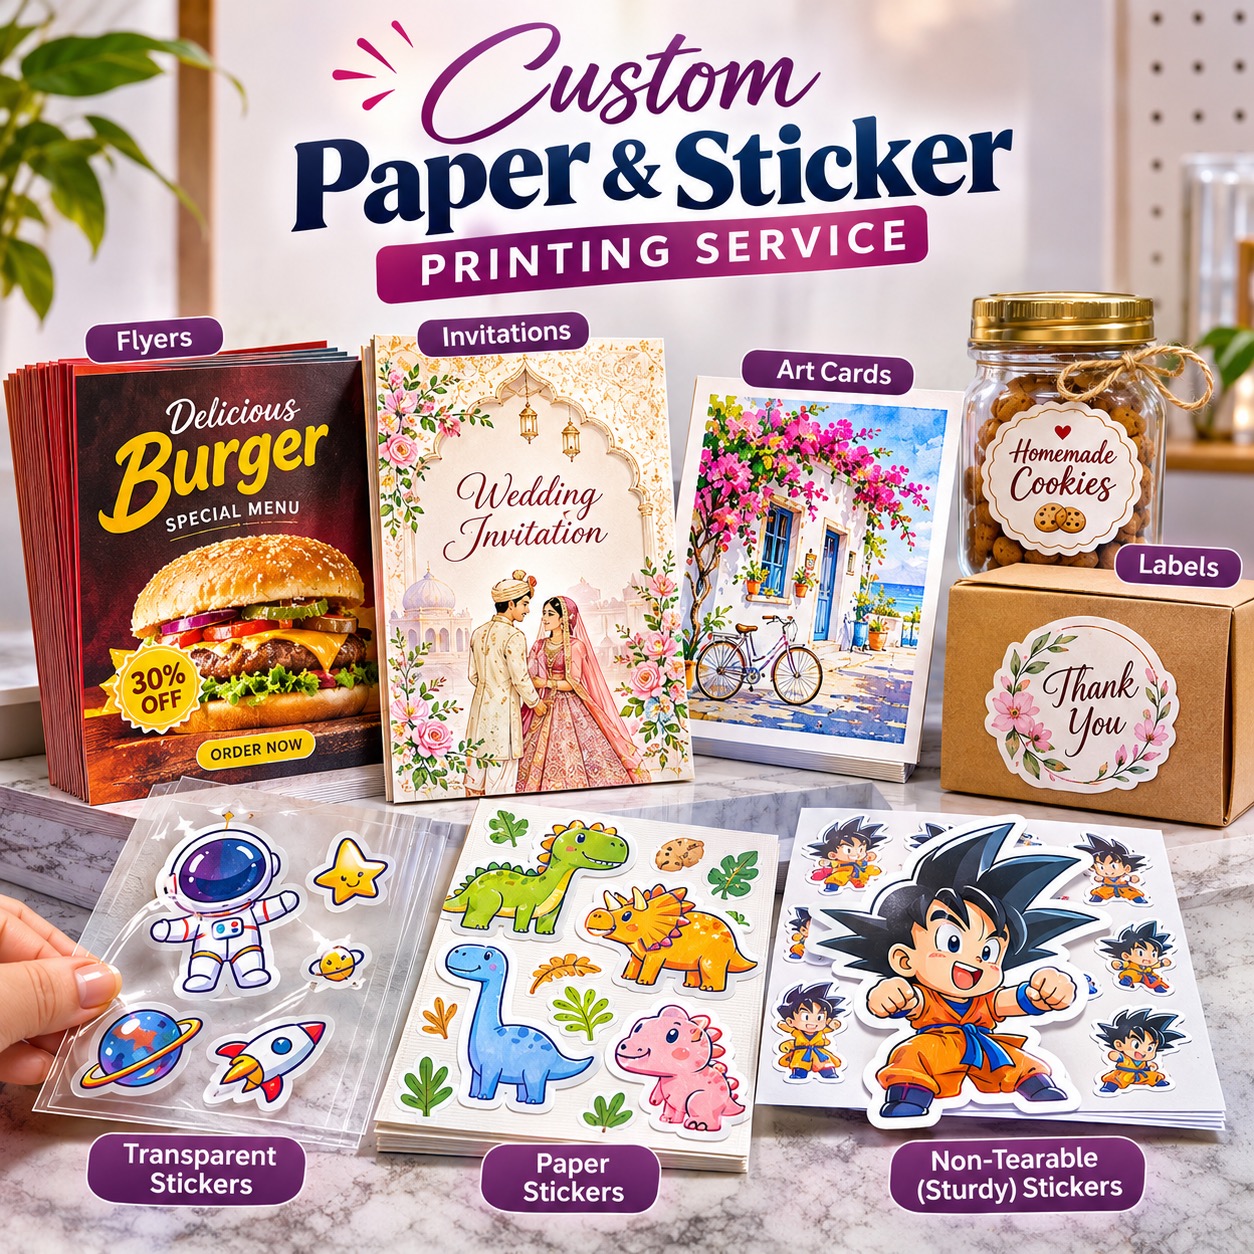 Custom
Paper & Sticker
PRINTING SERVICE
Flyers
Invitations
Art Cards
Delicious
Burger
SPECIAL MENU
30%
OFF
ORDER NOW
Wedding
Invitation
Homemade
Cookies
Labels
Thank
You
Transparent
Stickers
Paper
Stickers
Non-Tearable
(Sturdy) Stickers